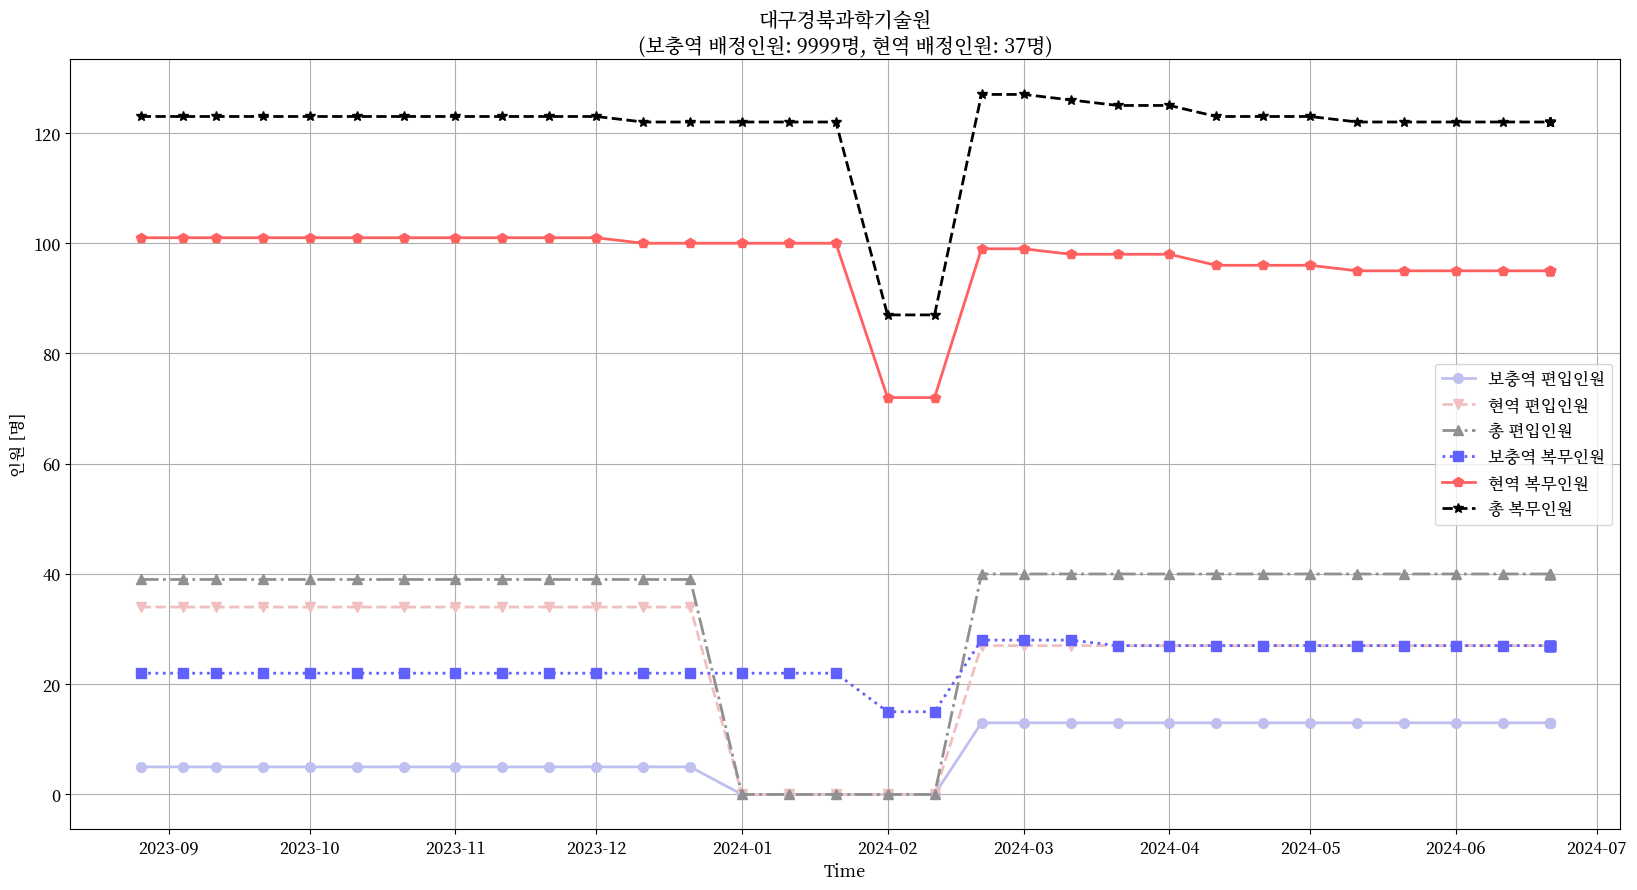 대구경북과학기술원
(보충역 배정인원: 9999명, 현역 배정인원: 37명)
인원 [명]
120
100
80
60
40
20
0
보충역 편입인원
현역 편입인원
총 편입인원
보충역 복무인원
현역 복무인원
총 복무인원
2023-09
2023-10
2023-11
2023-12
2024-01
2024-02
2024-03
2024-04
2024-05
2024-06
2024-07
Time